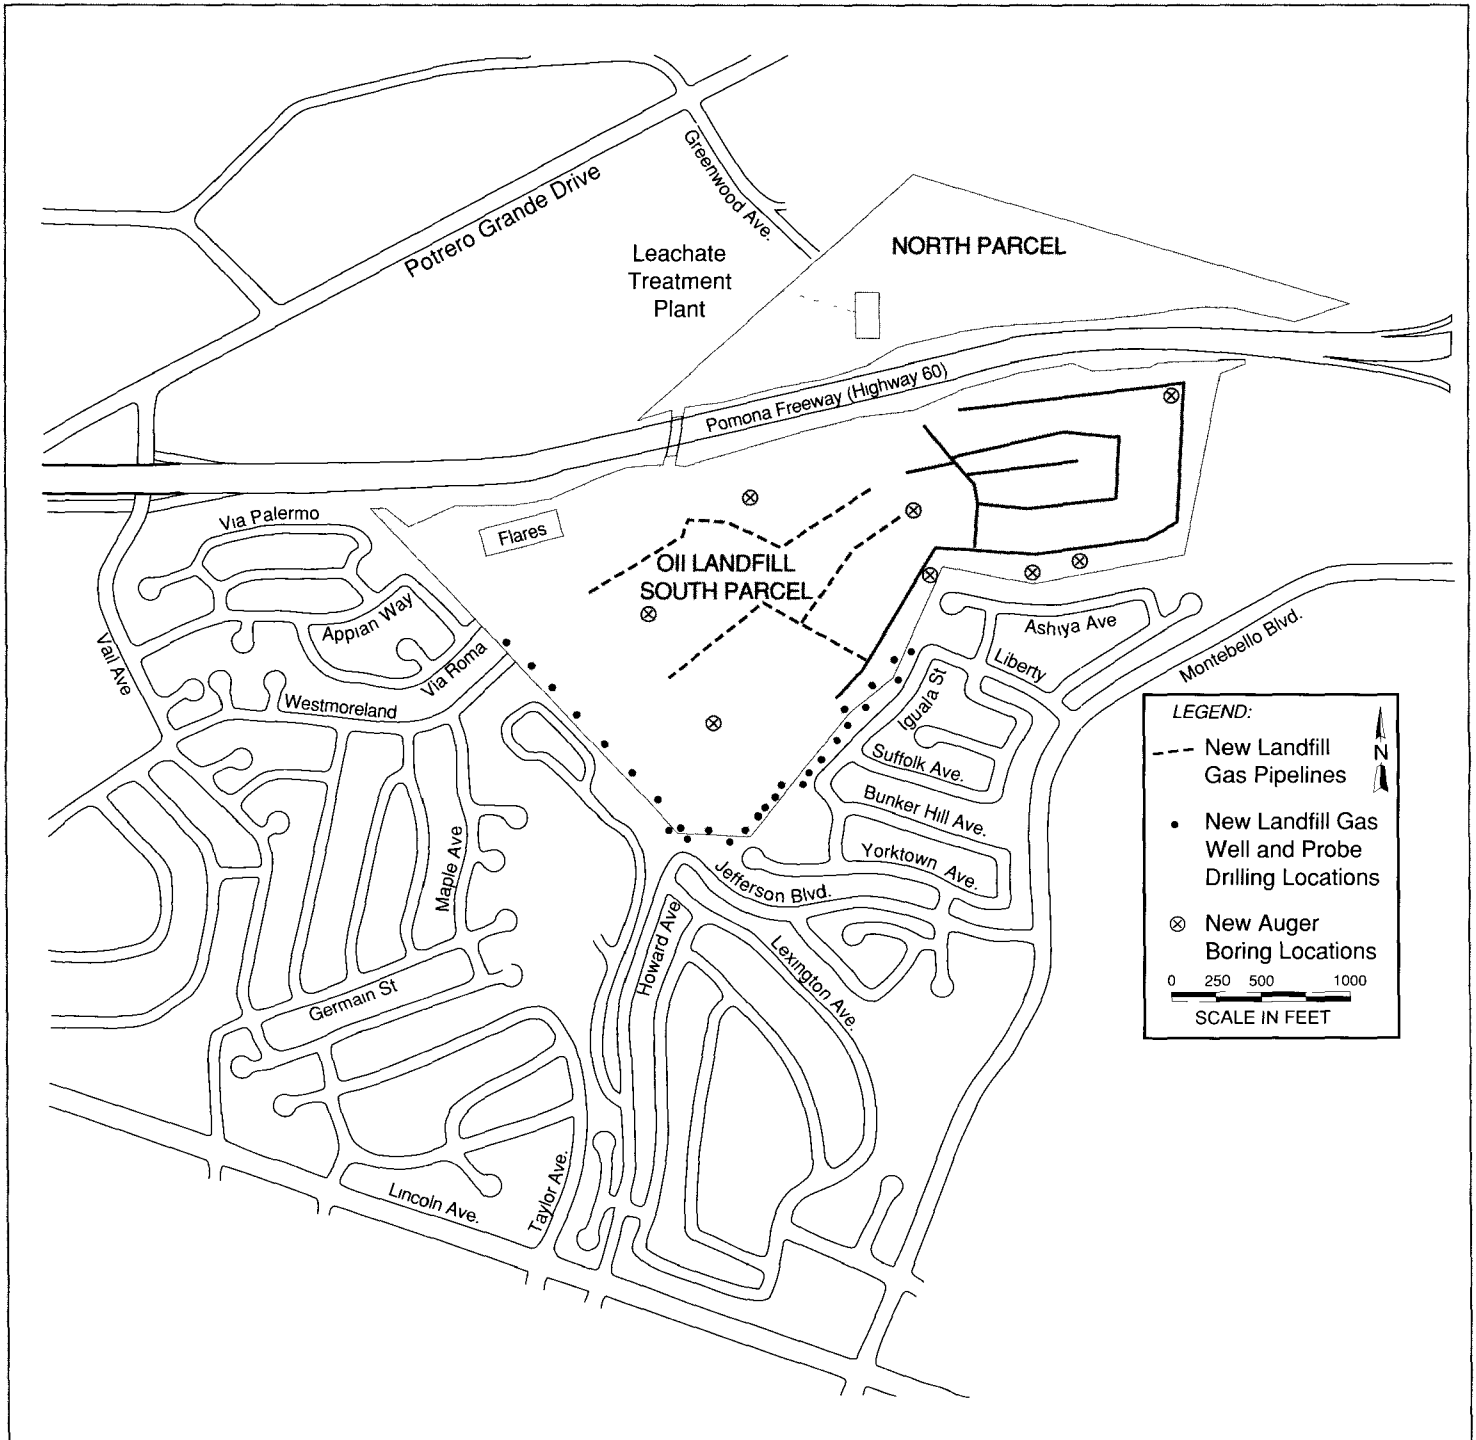 Potrero Grande Drive
Greenwood Ave.
NORTH PARCEL
Leachate
Treatment
Plant
Pomona Freeway (Highway 60)
Via Palermo
Flares
OII LANDFILL
SOUTH PARCEL
Appian Way
Vail Ave
Via Roma
Westmoreland
Ashiya Ave
Liberty
Montebello Blvd.
Iguala St
Suffolk Ave.
Bunker Hill Ave.
Yorktown Ave.
Jefferson Blvd.
Maple Ave
Howard Ave
Lexington Ave.
Germain St
Lincoln Ave.
Taylor Ave.
LEGEND:
N
New Landfill
Gas Pipelines
New Landfill Gas
Well and Probe
Drilling Locations
New Auger
Boring Locations
0 250 500 1000
SCALE IN FEET